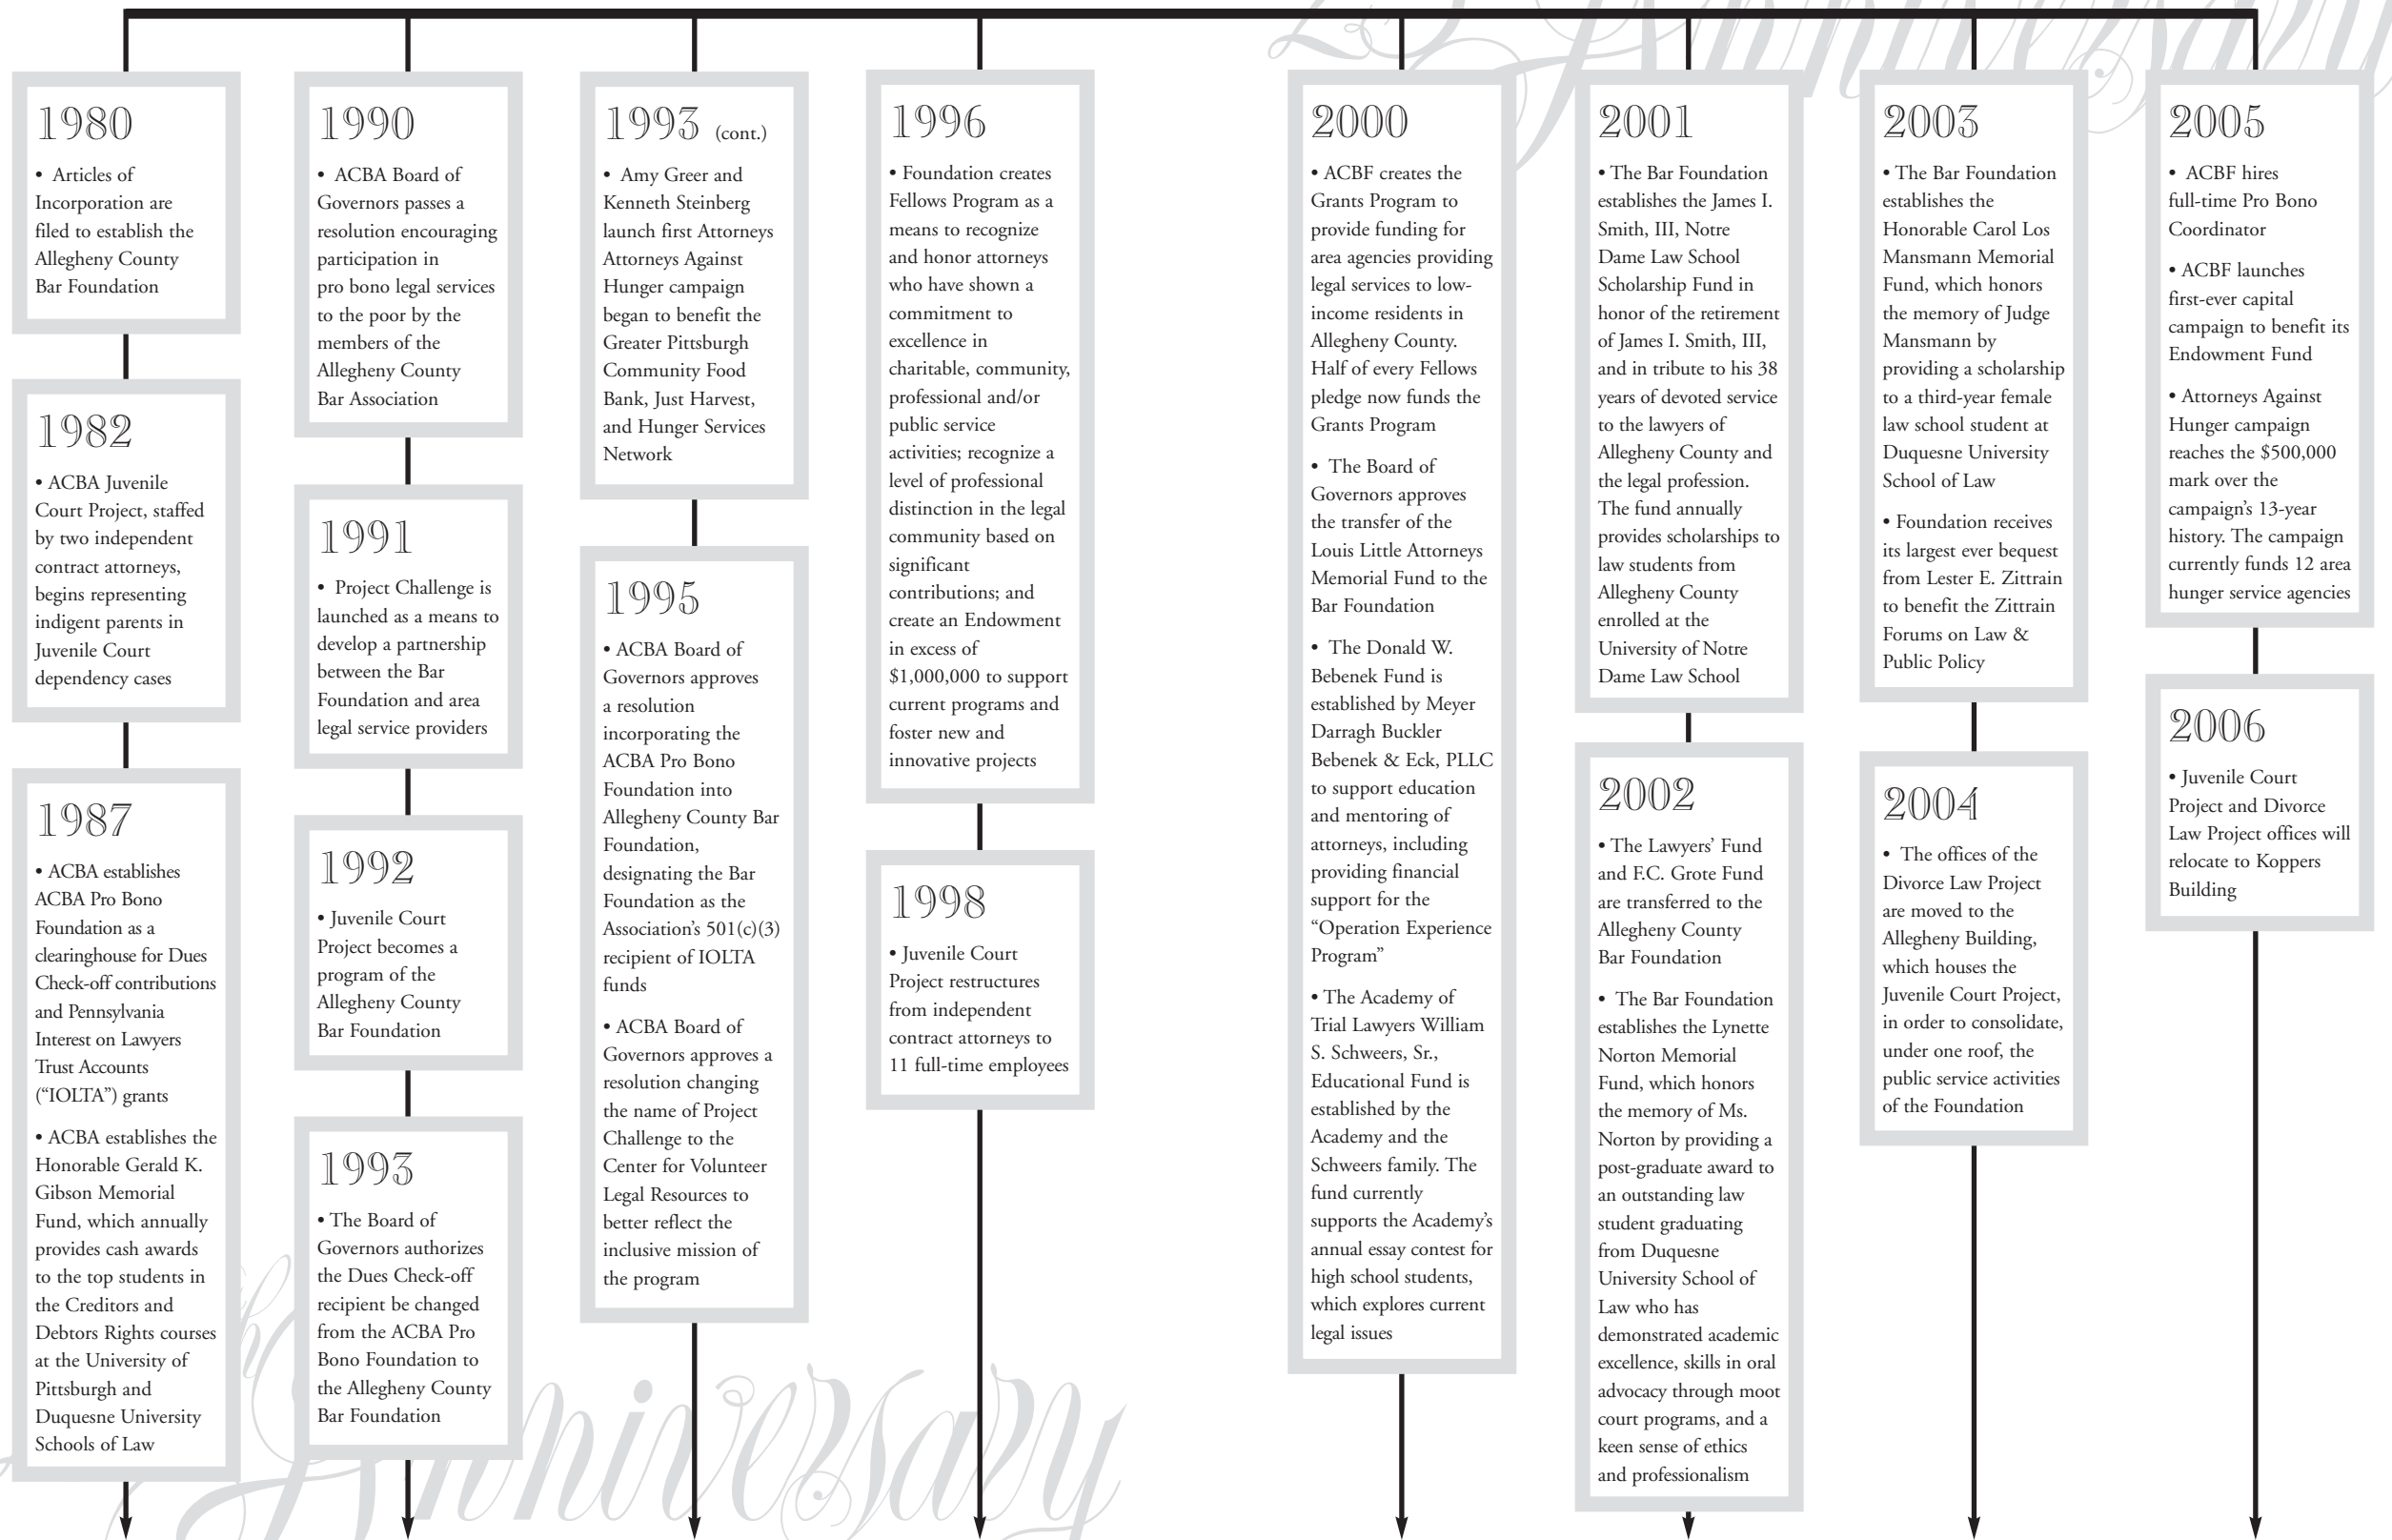 1980
• Articles of
Incorporation are
filed to establish the
Allegheny County
Bar Foundation
1982
• ACBA Juvenile
Court Project, staffed
by two independent
contract attorneys,
begins representing
indigent parents in
Juvenile Court
dependency cases
1987
• ACBA establishes
ACBA Pro Bono
Foundation as a
clearinghouse for Dues
Check-off contributions
and Pennsylvania
Interest on Lawyers
Trust Accounts
(“IOLTA”) grants
• ACBA establishes the
Honorable Gerald K.
Gibson Memorial
Fund, which annually
provides cash awards
to the top students in
the Creditors and
Debtors Rights courses
at the University of
Pittsburgh and
Duquesne University
Schools of Law
1990
• ACBA Board of
Governors passes a
resolution encouraging
participation in
pro bono legal services
to the poor by the
members of the
Allegheny County
Bar Association
1991
• Project Challenge is
launched as a means to
develop a partnership
between the Bar
Foundation and area
legal service providers
1992
• Juvenile Court
Project becomes a
program of the
Allegheny County
Bar Foundation
1993
• The Board of
Governors authorizes
the Dues Check-off
recipient be changed
from the ACBA Pro
Bono Foundation to
the Allegheny County
Bar Foundation
1993 (cont.)
• Amy Greer and
Kenneth Steinberg
launch first Attorneys
Attorneys Against
Hunger campaign
began to benefit the
Greater Pittsburgh
Community Food
Bank, Just Harvest,
and Hunger Services
Network
1995
• ACBA Board of
Governors approves
a resolution
incorporating the
ACBA Pro Bono
Foundation into
Allegheny County Bar
Foundation,
designating the Bar
Foundation as the
Association’s 501(c)(3)
recipient of IOLTA
funds
• ACBA Board of
Governors approves a
resolution changing
the name of Project
Challenge to the
Center for Volunteer
Legal Resources to
better reflect the
inclusive mission of
the program
1996
• Foundation creates
Fellows Program as a
means to recognize
and honor attorneys
who have shown a
commitment to
excellence in
charitable, community,
professional and/or
public service
activities; recognize a
level of professional
distinction in the legal
community based on
significant
contributions; and
create an Endowment
in excess of
$1,000,000 to support
current programs and
foster new and
innovative projects
1998
• Juvenile Court
Project restructures
from independent
contract attorneys to
11 full-time employees
2000
• ACBF creates the
Grants Program to
provide funding for
area agencies providing
legal services to low-
income residents in
Allegheny County.
Half of every Fellows
pledge now funds the
Grants Program
• The Board of
Governors approves
the transfer of the
Louis Little Attorneys
Memorial Fund to the
Bar Foundation
• The Donald W.
Bebenek Fund is
established by Meyer
Darragh Buckler
Bebenek & Eck, PLLC
to support education
and mentoring of
attorneys, including
providing financial
support for the
“Operation Experience
Program”
• The Academy of
Trial Lawyers William
S. Schweers, Sr.,
Educational Fund is
established by the
Academy and the
Schweers family. The
fund currently
supports the Academy’s
annual essay contest for
high school students,
which explores current
legal issues
2001
• The Bar Foundation
establishes the James I.
Smith, III, Notre
Dame Law School
Scholarship Fund in
honor of the retirement
of James I. Smith, III,
and in tribute to his 38
years of devoted service
to the lawyers of
Allegheny County and
the legal profession.
The fund annually
provides scholarships to
law students from
Allegheny County
enrolled at the
University of Notre
Dame Law School
2002
• The Lawyers’ Fund
and F.C. Grote Fund
are transferred to the
Allegheny County
Bar Foundation
• The Bar Foundation
establishes the Lynette
Norton Memorial
Fund, which honors
the memory of Ms.
Norton by providing a
post-graduate award to
an outstanding law
student graduating
from Duquesne
University School of
Law who has
demonstrated academic
excellence, skills in oral
advocacy through moot
court programs, and a
keen sense of ethics
and professionalism
2003
• The Bar Foundation
establishes the
Honorable Carol Los
Mansmann Memorial
Fund, which honors
the memory of Judge
Mansmann by
providing a scholarship
to a third-year female
law school student at
Duquesne University
School of Law
• Foundation receives
its largest ever bequest
from Lester E. Zittrain
to benefit the Zittrain
Forums on Law &
Public Policy
2004
• The offices of the
Divorce Law Project
are moved to the
Allegheny Building,
which houses the
Juvenile Court Project,
in order to consolidate,
under one roof, the
public service activities
of the Foundation
2005
• ACBF hires
full-time Pro Bono
Coordinator
• ACBF launches
first-ever capital
campaign to benefit its
Endowment Fund
• Attorneys Against
Hunger campaign
reaches the $500,000
mark over the
campaign’s 13-year
history. The campaign
currently funds 12 area
hunger service agencies
2006
• Juvenile Court
Project and Divorce
Law Project offices will
relocate to Koppers
Building
Anniversary